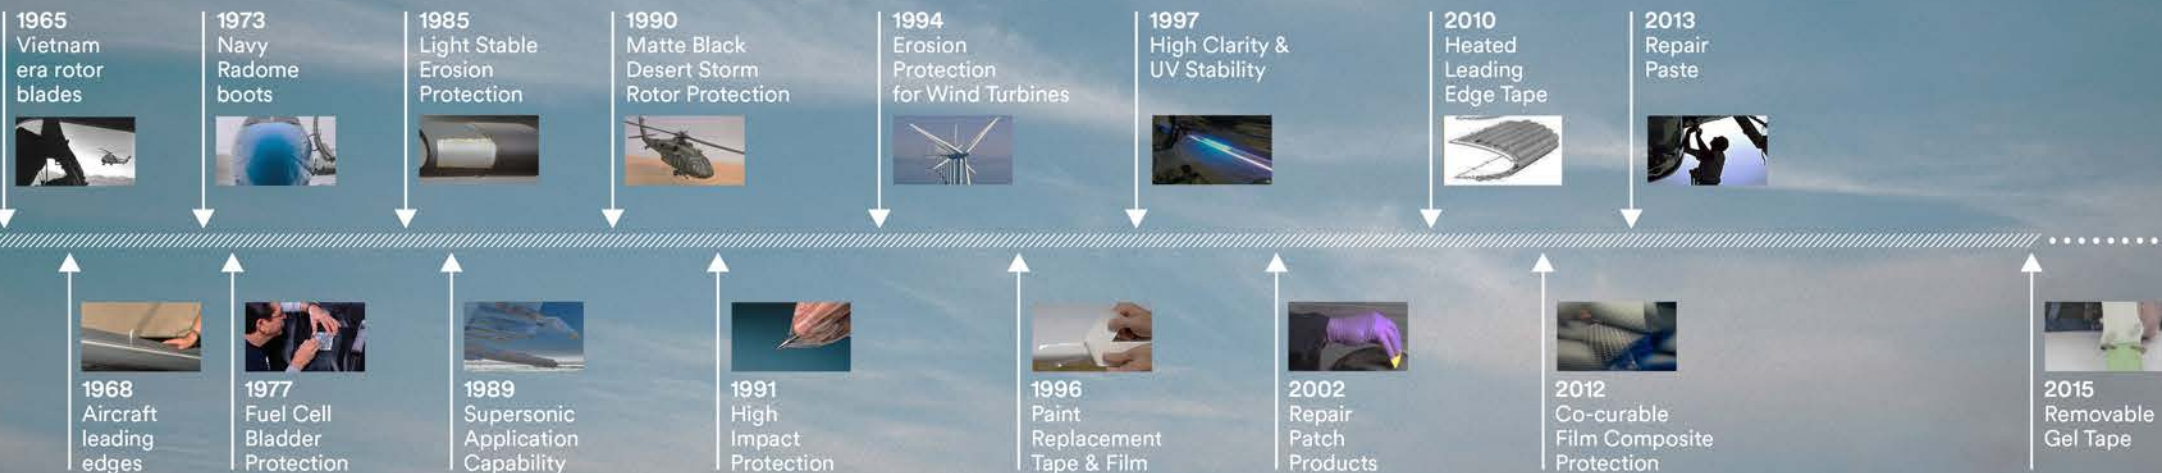 1965
Vietnam
era rotor
blades
1973
Navy
Radome
boots
1985
Light Stable
Erosion
Protection
1990
Matte Black
Desert Storm
Rotor Protection
1994
Erosion
Protection
for Wind Turbines
1997
High Clarity &
UV Stability
2010
Heated
Leading
Edge Tape
2013
Repair
Paste
1968
Aircraft
leading
edges
1977
Fuel Cell
Bladder
Protection
1989
Supersonic
Application
Capability
1991
High
Impact
Protection
1996
Paint
Replacement
Tape & Film
2002
Repair
Patch
Products
2012
Co-curable
Film Composite
Protection
2015
Removable
Gel Tape